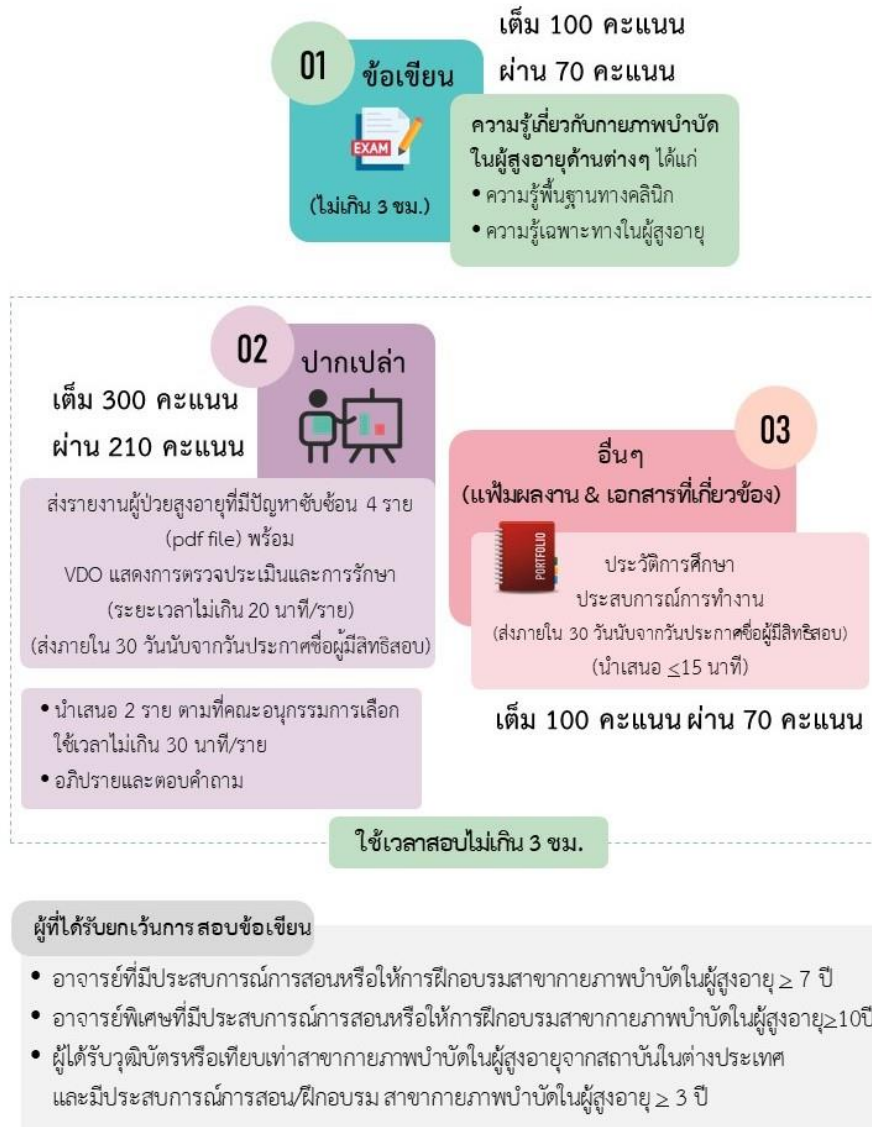 เต็ม 100 คะแนน
ผ่าน 70 คะแนน
01
ข้อเขียน
EXAM
(ไม่เกิน 3 ชม.)
ความรู้เกี่ยวกับกายภาพบำบัด
ในผู้สูงอายุด้านต่างๆ ได้แก่
• ความรู้พื้นฐานทางคลินิก
• ความรู้เฉพาะทางในผู้สูงอายุ
02
ปากเปล่า
เต็ม 300 คะแนน
ผ่าน 210 คะแนน
ส่งรายงานผู้ป่วยสูงอายุที่มีปัญหาซับซ้อน 4 ราย
(pdf file) พร้อม
VDO แสดงการตรวจประเมินและการรักษา
(ระยะเวลาไม่เกิน 20 นาที/ราย)
(ส่งภายใน 30 วันนับจากวันประกาศชื่อผู้มีสิทธิสอบ)
• นำเสนอ 2 ราย ตามที่คณะอนุกรรมการเลือก
ใช้เวลาไม่เกิน 30 นาที/ราย
• อภิปรายและตอบคำถาม
03
อื่นๆ
(แฟ้มผลงาน & เอกสารที่เกี่ยวข้อง)
PORTFOLIO
ประวัติการศึกษา
ประสบการณ์การทำงาน
(ส่งภายใน 30 วันนับจากวันประกาศชื่อผู้มีสิทธิสอบ)
(นำเสนอ ≤15 นาที)
เต็ม 100 คะแนน ผ่าน 70 คะแนน
ใช้เวลาสอบไม่เกิน 3 ชม.
ผู้ที่ได้รับยกเว้นการสอบข้อเขียน
• อาจารย์ที่มีประสบการณ์การสอนหรือให้การฝึกอบรมสาขากายภาพบำบัดในผู้สูงอายุ ≥ 7 ปี
• อาจารย์พิเศษที่มีประสบการณ์การสอนหรือให้การฝึกอบรมสาขากายภาพบำบัดในผู้สูงอายุ≥10ปี
• ผู้ได้รับวุฒิบัตรหรือเทียบเท่าสาขากายภาพบำบัดในผู้สูงอายุจากสถาบันในต่างประเทศ
และมีประสบการณ์การสอน/ฝึกอบรม สาขากายภาพบำบัดในผู้สูงอายุ ≥ 3 ปี